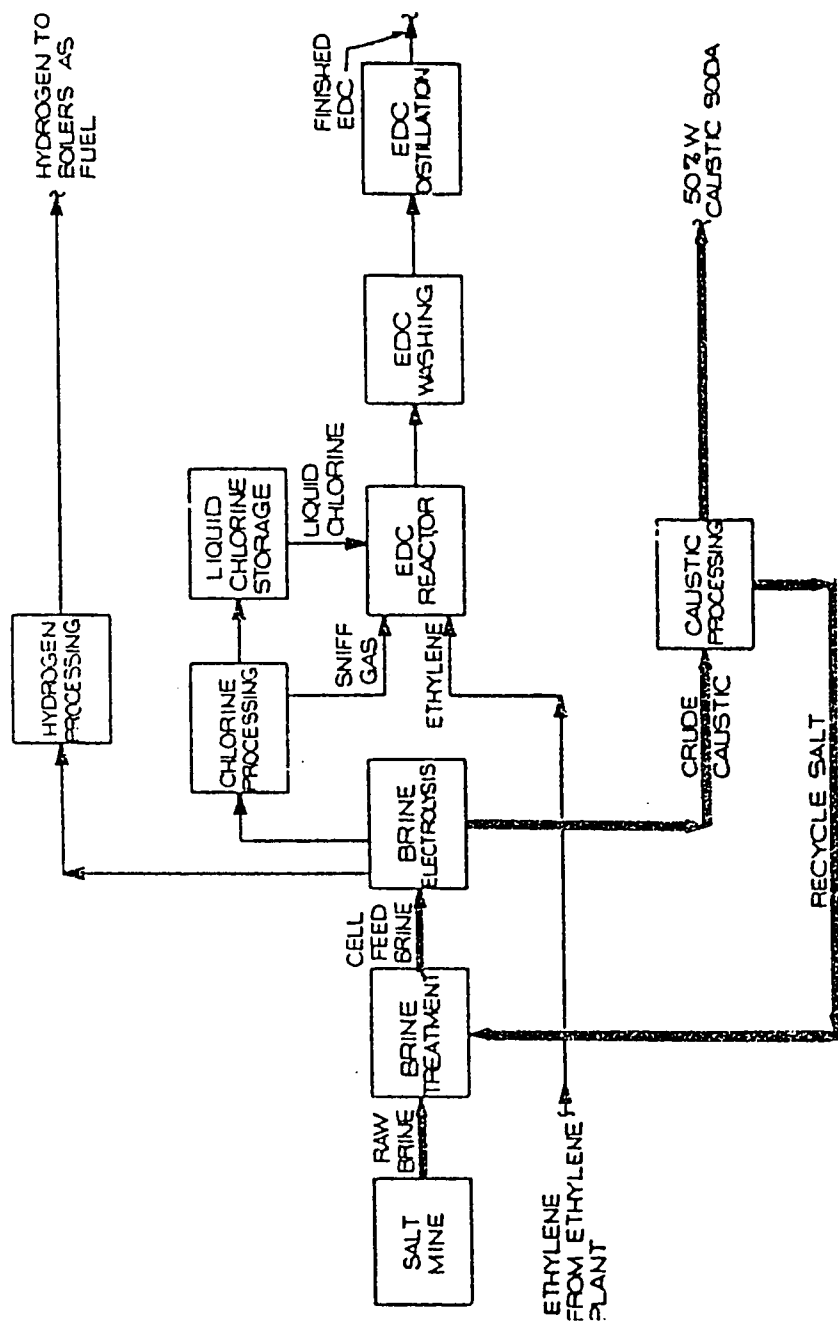 HYDROGEN TO
BOILERS AS
FUEL
HYDROGEN
PROCESSING
FINISHED
EDC
LIQUID
CHLORINE
STORAGE
CHLORINE
PROCESSING
LIQUID
CHLORINE
SNIFF
GAS
ETHYLENE
SALT
MINE
RAW
BRINE
BRINE
TREATMENT
CELL
FEED
BRINE
BRINE
ELECTROLYSIS
EDC
REACTOR
EDC
WASHING
EDC
DISTILLATION
ETHYLENE
FROM ETHYLENE
PLANT
CRUDE
CAUSTIC
CAUSTIC
PROCESSING
50%W
CAUSTIC SODA
RECYCLE SALT